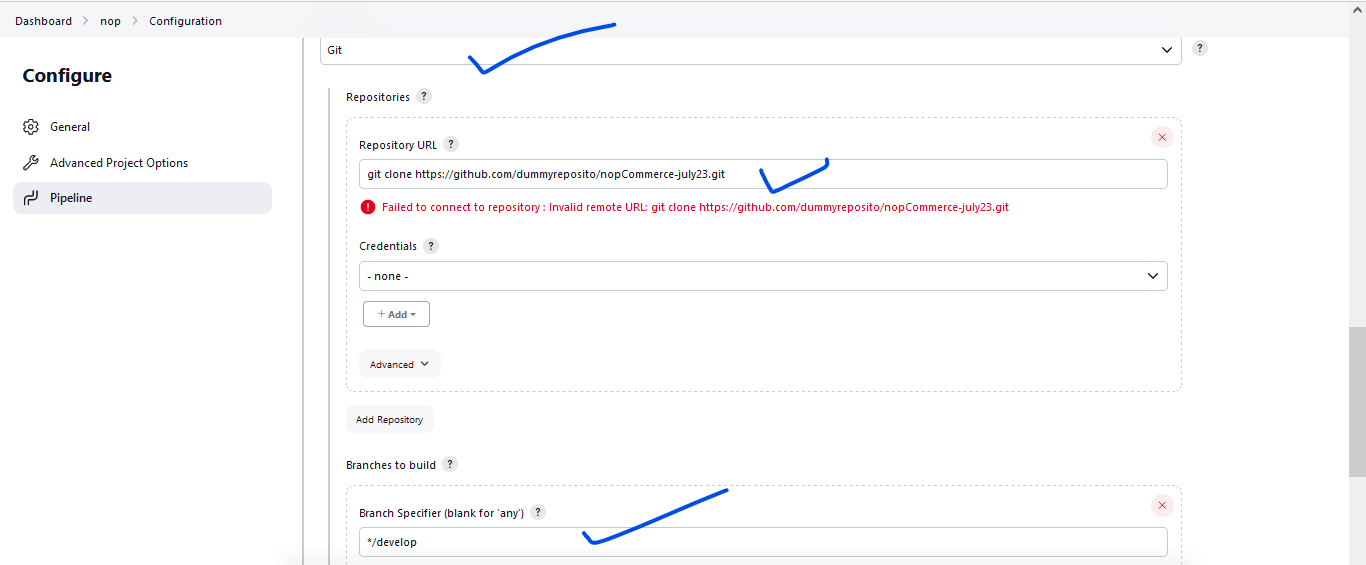 Dashboard > nop > Configuration
Configure
General
Advanced Project Options
Pipeline
Git
?
Repositories ?
Repository URL ?
git clone https://github.com/dummyreposito/nopCommerce-july23.git
Failed to connect to repository : Invalid remote URL: git clone https://github.com/dummyreposito/nopCommerce-july23.git
Credentials ?
- none -
+ Add
Advanced
Add Repository
Branches to build ?
Branch Specifier (blank for 'any') ?
*/develop